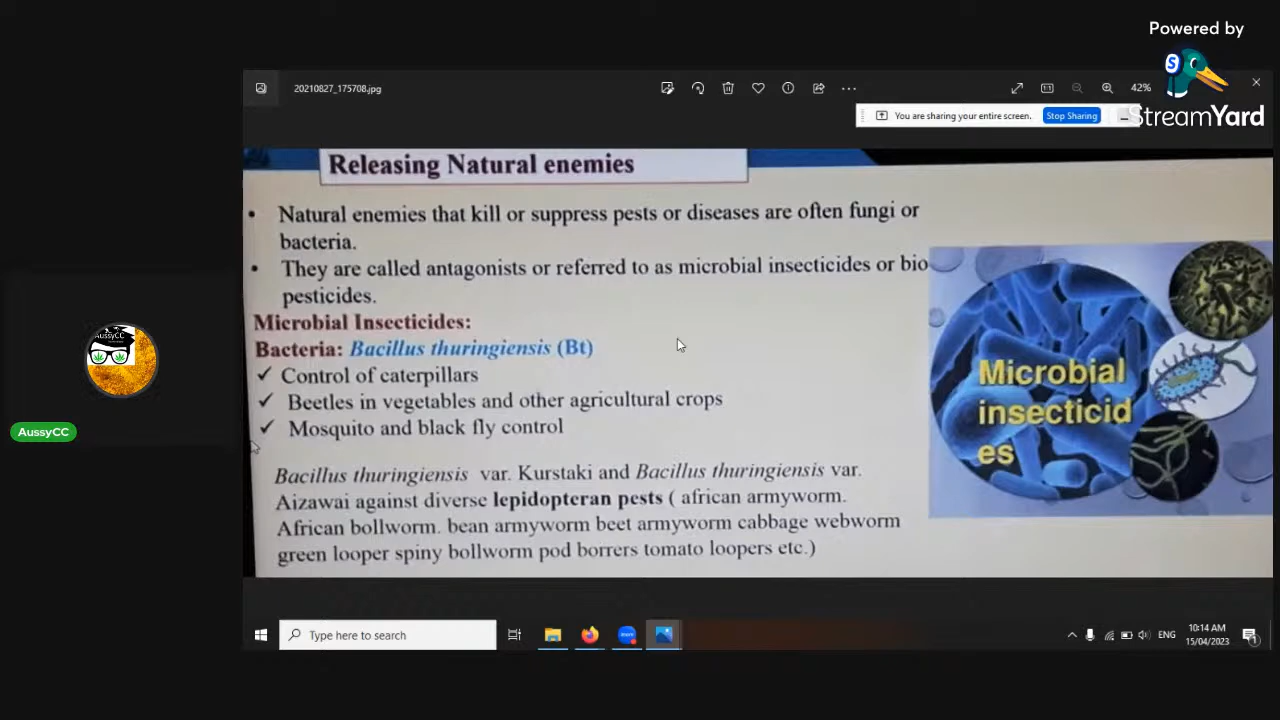 Powered by
StreamYard
20210827_175708.jpg
42%
You are sharing your entire screen.
Stop Sharing
Releasing Natural enemies
• Natural enemies that kill or suppress pests or diseases are often fungi or
bacteria.
• They are called antagonists or referred to as microbial insecticides or bio
pesticides.
Microbial Insecticides:
Bacteria: Bacillus thuringiensis (Bt)
✓ Control of caterpillars
✓ Beetles in vegetables and other agricultural crops
✓ Mosquito and black fly control
Bacillus thuringiensis var. Kurstaki and Bacillus thuringiensis var.
Aizawai against diverse lepidopteran pests ( african armyworm.
African bollworm. bean armyworm beet armyworm cabbage webworm
green looper spiny bollworm pod borrers tomato loopers etc.)
Microbial
insecticid
es
AussyCC
AussyCC
Type here to search
ENG
10:14 AM
15/04/2023